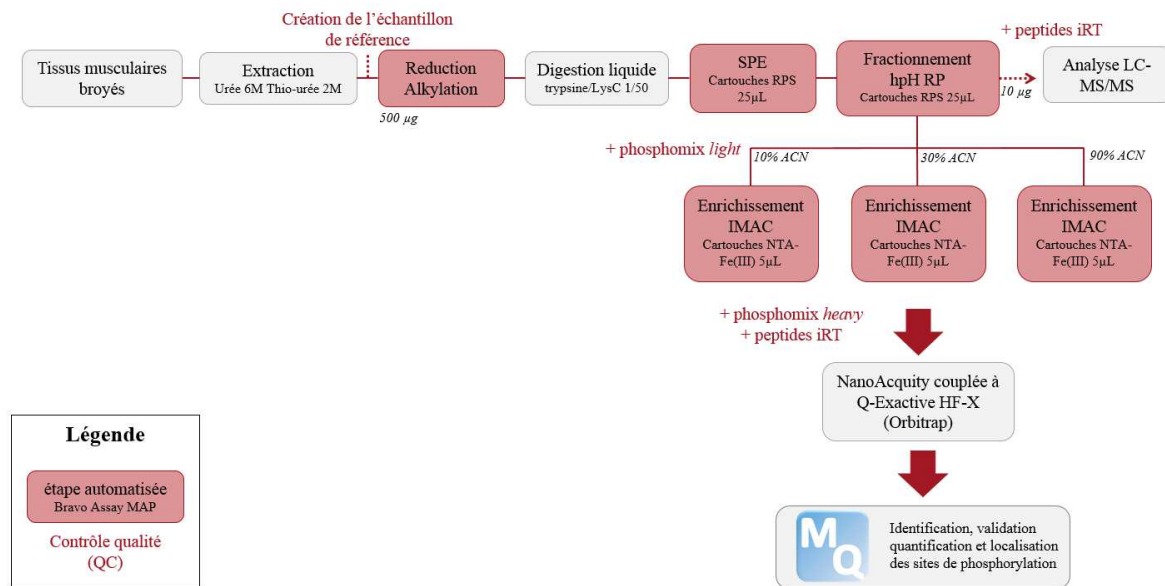 Création de l'échantillon
de référence
+ peptides iRT
Tissus musculaires
broyés
Extraction
Urée 6M Thio-urée 2M
Reduction
Alkylation
500 µg
Digestion liquide
trypsine/LysC 1/50
SPE
Cartouches RPS
25µL
Fractionnement
hpH RP
Cartouches RPS 25µL
10 µg
Analyse LC-
MS/MS
+ phosphomix light
10% ACN
30% ACN
90% ACN
Enrichissement
IMAC
Cartouches NTA-
Fe(III) 5µL
Enrichissement
IMAC
Cartouches NTA-
Fe(III) 5µL
Enrichissement
IMAC
Cartouches NTA-
Fe(III) 5µL
+ phosphomix heavy
+ peptides iRT
NanoAcquity couplée à
Q-Exactive HF-X
(Orbitrap)
Légende
étape automatisée
Bravo Assay MAP
Contrôle qualité
(QC)
MQ
Identification, validation
quantification et localisation
des sites de phosphorylation